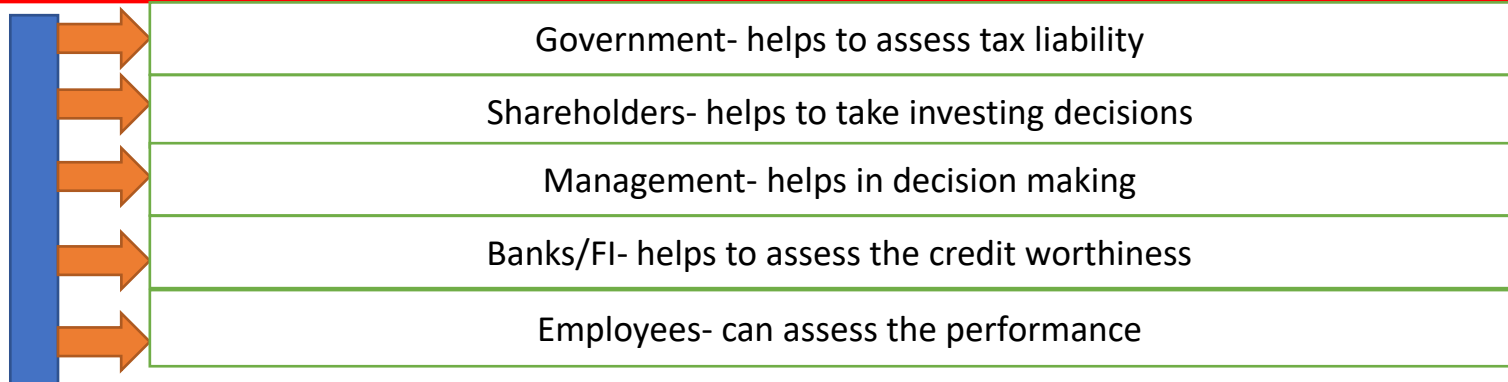 Government- helps to assess tax liability
Shareholders- helps to take investing decisions
Management- helps in decision making
Banks/FI- helps to assess the credit worthiness
Employees- can assess the performance